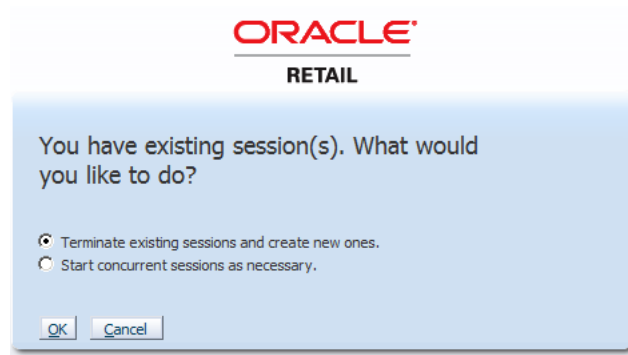 ORACLE®
RETAIL
You have existing session(s). What would
you like to do?
Terminate existing sessions and create new ones.
Start concurrent sessions as necessary.
OK Cancel